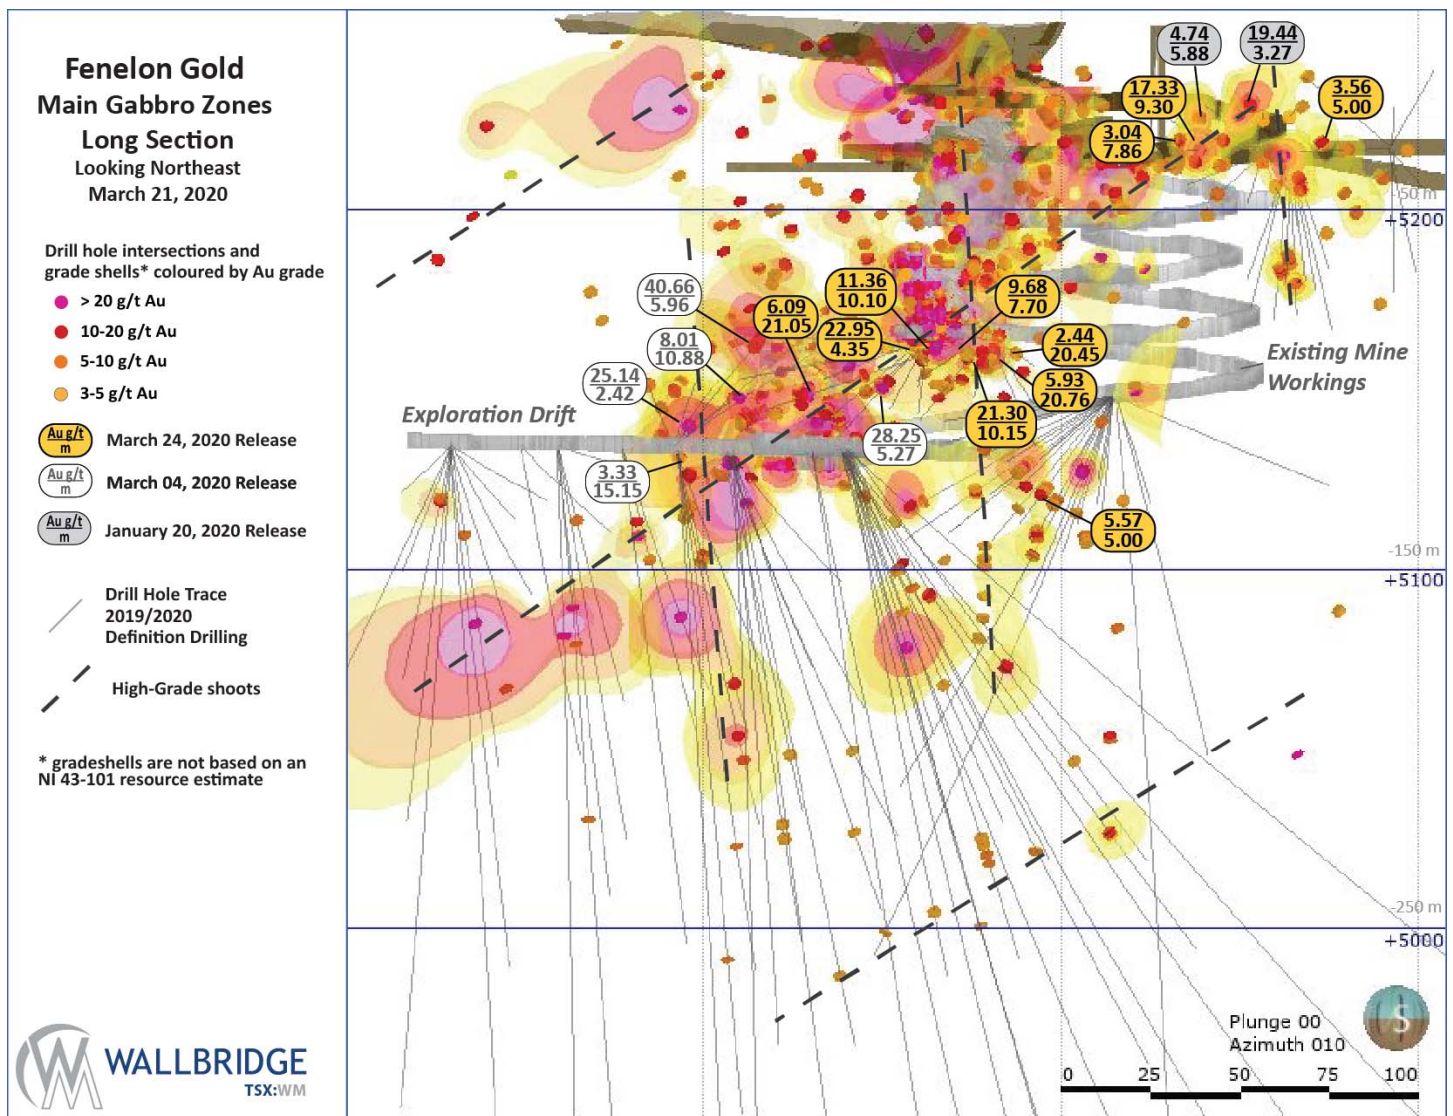 Fenelon Gold
Main Gabbro Zones
Long Section
Looking Northeast
March 21, 2020
Drill hole intersections and
grade shells* coloured by Au grade
> 20 g/t Au
10-20 g/t Au
5-10 g/t Au
3-5 g/t Au
Au g/t
m
March 24, 2020 Release
Au g/t
m
March 04, 2020 Release
Au g/t
m
January 20, 2020 Release
Drill Hole Trace
2019/2020
Definition Drilling
High-Grade shoots
* gradeshells are not based on an
NI 43-101 resource estimate
WALLBRIDGE
TSX:WM
4.74
5.88
19.44
3.27
17.33
9.30
3.56
5.00
3.04
7.86
-50 m
+5200
40.66
5.96
6.09
21.05
11.36
10.10
9.68
7.70
8.01
10.88
22.95
4.35
2.44
20.45
25.14
2.42
5.93
20.76
Existing Mine
Workings
Exploration Drift
21.30
10.15
28.25
5.27
3.33
15.15
5.57
5.00
-150 m
+5100
-250 m
+5000
Plunge 00
Azimuth 010
S
0 25 50 75 100